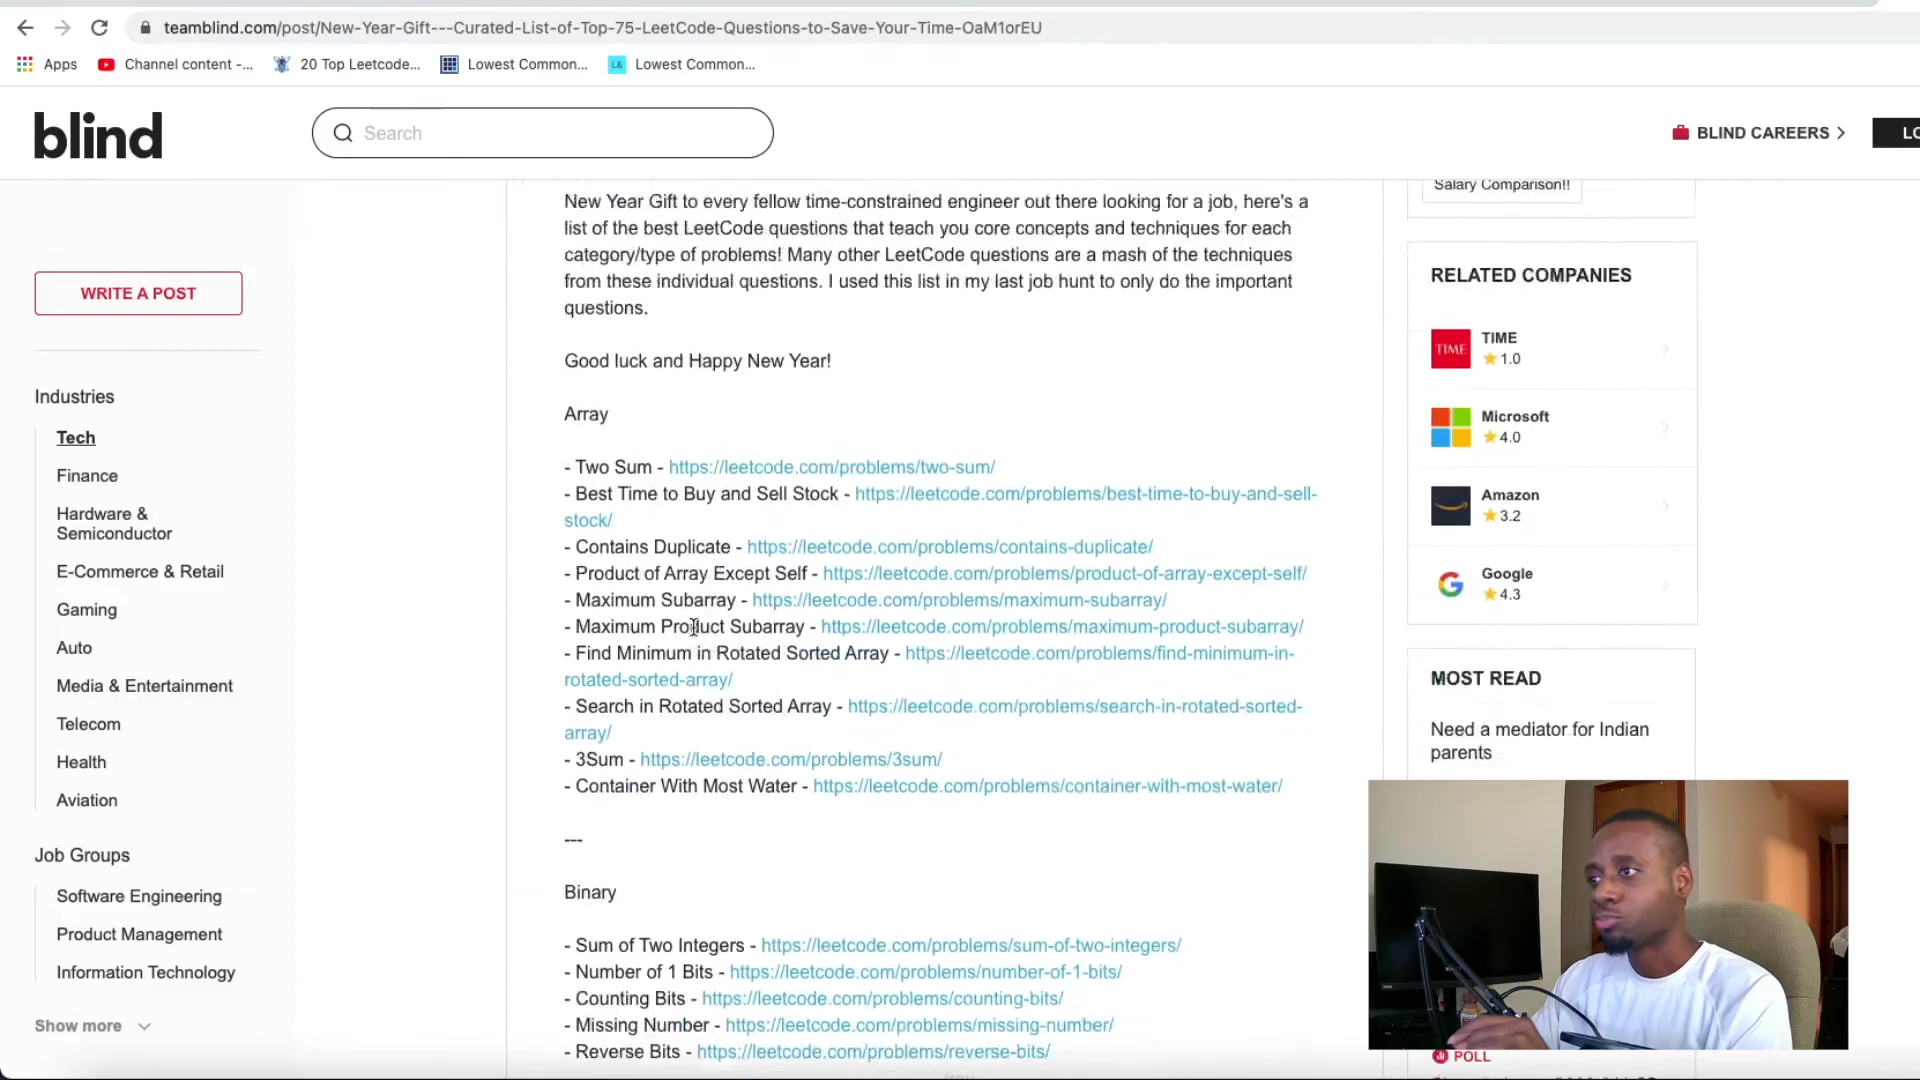 teamblind.com/post/New-Year-Gift---Curated-List-of-Top-75-LeetCode-Questions-to-Save-Your-Time-OaM1orEU
Apps
Channel content -...
20 Top Leetcode...
Lowest Common...
L&
Lowest Common...
blind
Search
BLIND CAREERS
LO
Salary Comparison!!
WRITE A POST
Industries
Tech
Finance
Hardware &
Semiconductor
E-Commerce & Retail
Gaming
Auto
Media & Entertainment
Telecom
Health
Aviation
Job Groups
Software Engineering
Product Management
Information Technology
Show more
New Year Gift to every fellow time-constrained engineer out there looking for a job, here's a
list of the best LeetCode questions that teach you core concepts and techniques for each
category/type of problems! Many other LeetCode questions are a mash of the techniques
from these individual questions. I used this list in my last job hunt to only do the important
questions.
Good luck and Happy New Year!
Array
- Two Sum - https://leetcode.com/problems/two-sum/
- Best Time to Buy and Sell Stock - https://leetcode.com/problems/best-time-to-buy-and-sell-
stock/
- Contains Duplicate - https://leetcode.com/problems/contains-duplicate/
- Product of Array Except Self - https://leetcode.com/problems/product-of-array-except-self/
- Maximum Subarray - https://leetcode.com/problems/maximum-subarray/
- Maximum Product Subarray - https://leetcode.com/problems/maximum-product-subarray/
- Find Minimum in Rotated Sorted Array - https://leetcode.com/problems/find-minimum-in-
rotated-sorted-array/
- Search in Rotated Sorted Array - https://leetcode.com/problems/search-in-rotated-sorted-
array/
- 3Sum - https://leetcode.com/problems/3sum/
- Container With Most Water - https://leetcode.com/problems/container-with-most-water/
---
Binary
- Sum of Two Integers - https://leetcode.com/problems/sum-of-two-integers/
- Number of 1 Bits - https://leetcode.com/problems/number-of-1-bits/
- Counting Bits - https://leetcode.com/problems/counting-bits/
- Missing Number - https://leetcode.com/problems/missing-number/
- Reverse Bits - https://leetcode.com/problems/reverse-bits/
RELATED COMPANIES
TIME
TIME
1.0
Microsoft
4.0
Amazon
3.2
Google
4.3
MOST READ
Need a mediator for Indian
parents
POLL